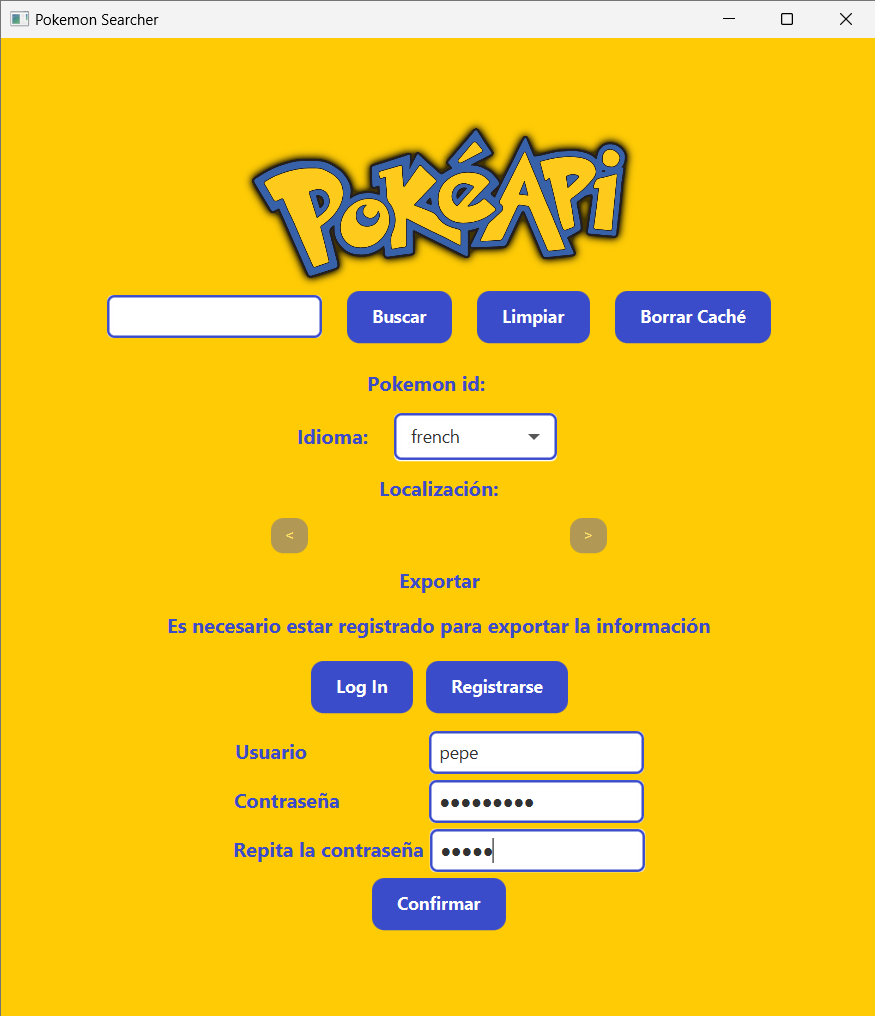 Pokemon Searcher
PokéApi
Buscar Limpiar Borrar Caché
Pokemon id:
Idioma: french
Localización:
< >
Exportar
Es necesario estar registrado para exportar la información
Log In Registrarse
Usuario pepe
Contraseña ●●●●●●●●●
Repita la contraseña ●●●●●
Confirmar